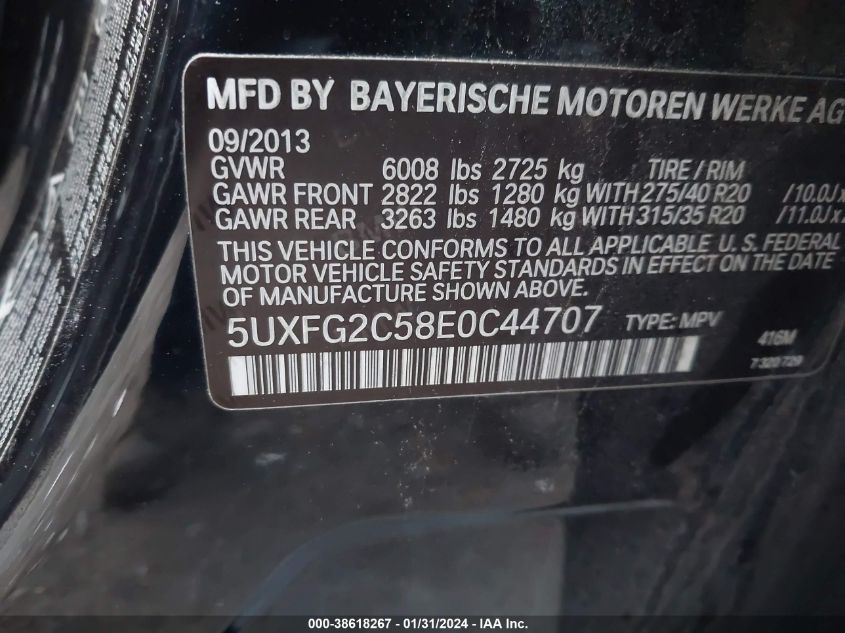 MFD BY BAYERISCHE MOTOREN WERKE AG
09/2013
GVWR 6008 lbs 2725 kg TIRE / RIM
GAWR FRONT 2822 lbs 1280 kg WITH 275/40 R20 /10.0J x
GAWR REAR 3263 lbs 1480 kg WITH 315/35 R20 /11.0J x
THIS VEHICLE CONFORMS TO ALL APPLICABLE U. S. FEDERAL
MOTOR VEHICLE SAFETY STANDARDS IN EFFECT ON THE DATE
OF MANUFACTURE SHOWN ABOVE.
5UXFG2C58E0C44707 TYPE: MPV 416M
7320729
000-38618267 - 01/31/2024 - IAA Inc.